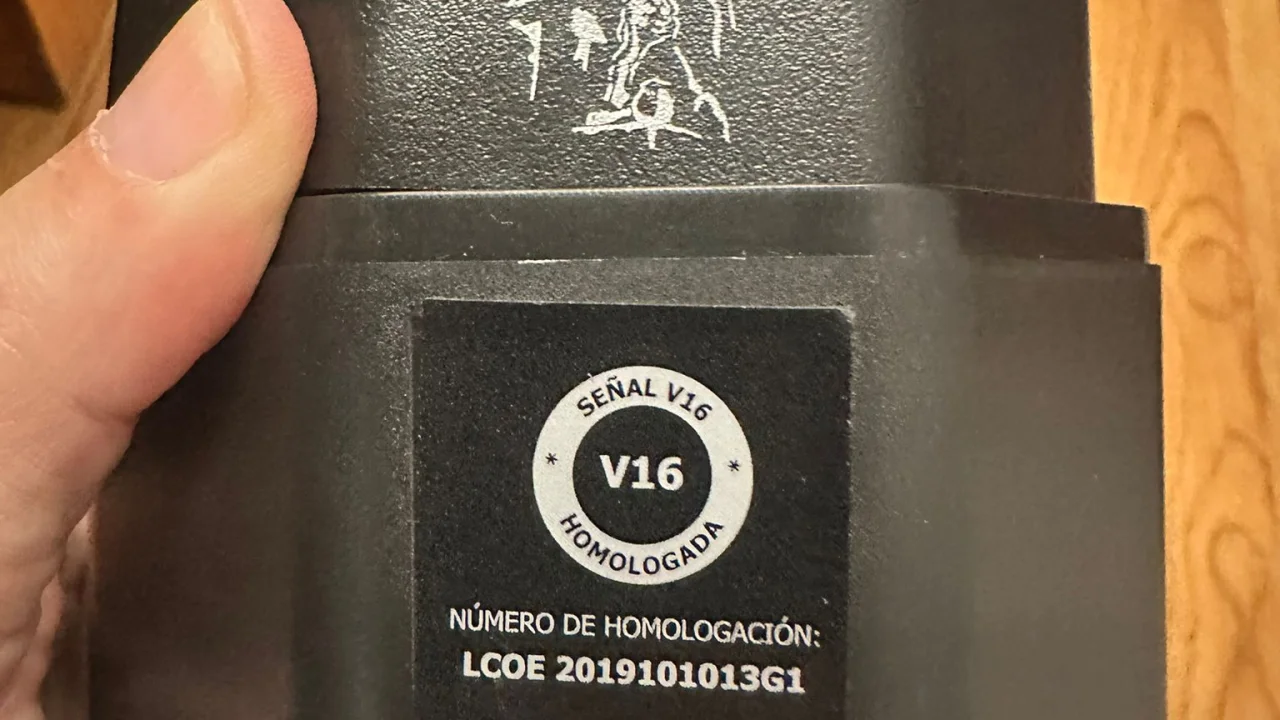 SEÑAL V16
* V16 *
HOMOLOGADA
NÚMERO DE HOMOLOGACIÓN:
LCOE 2019101013G1